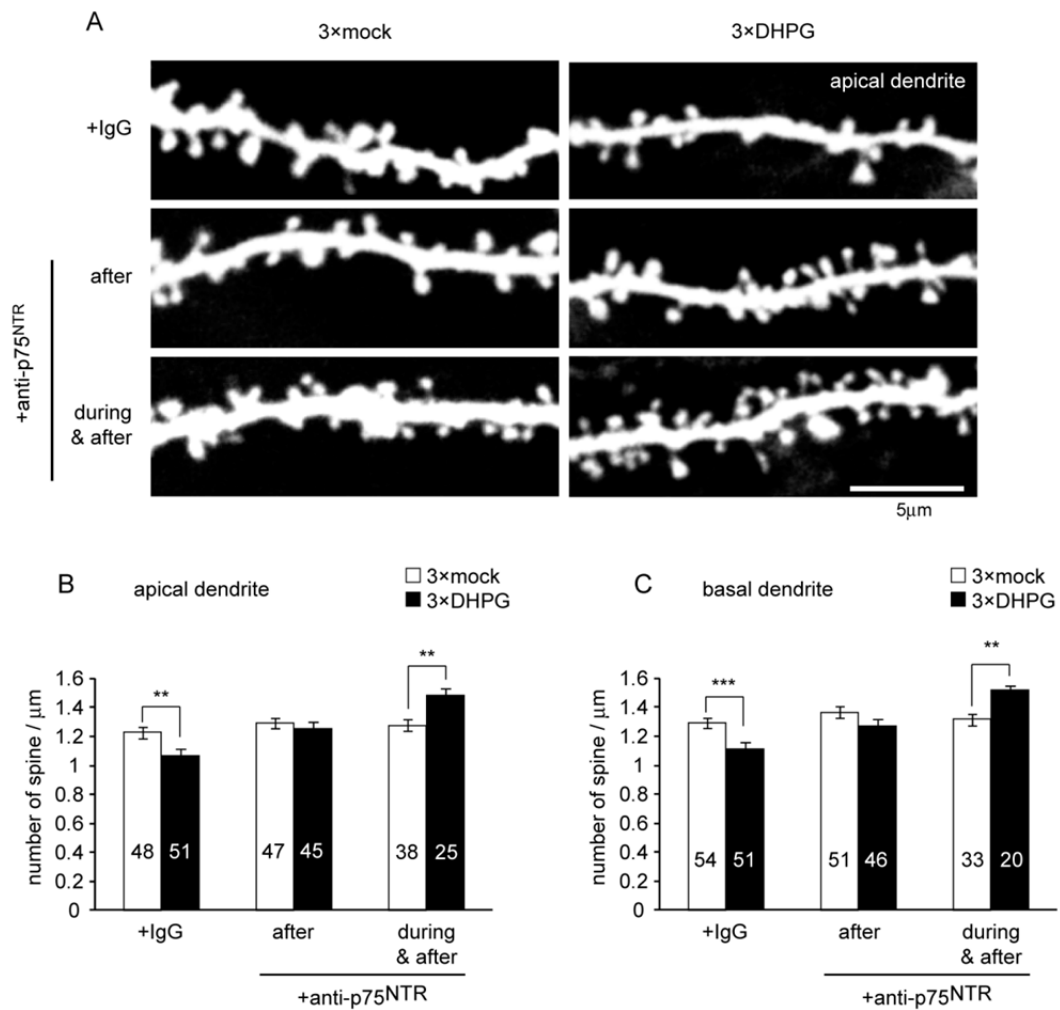 A
3×mock
3×DHPG
+IgG
apical dendrite
+anti-p75NTR
after
during
& after
5μm
B
apical dendrite
3×mock
3×DHPG
number of spine / μm
1.6
1.4
1.2
1
0.8
0.6
0.4
0.2
0
**
**
48
51
47
45
38
25
+IgG
after
during
& after
+anti-p75NTR
C
basal dendrite
3×mock
3×DHPG
number of spine / μm
1.6
1.4
1.2
1
0.8
0.6
0.4
0.2
0
***
**
54
51
51
46
33
20
+IgG
after
during
& after
+anti-p75NTR